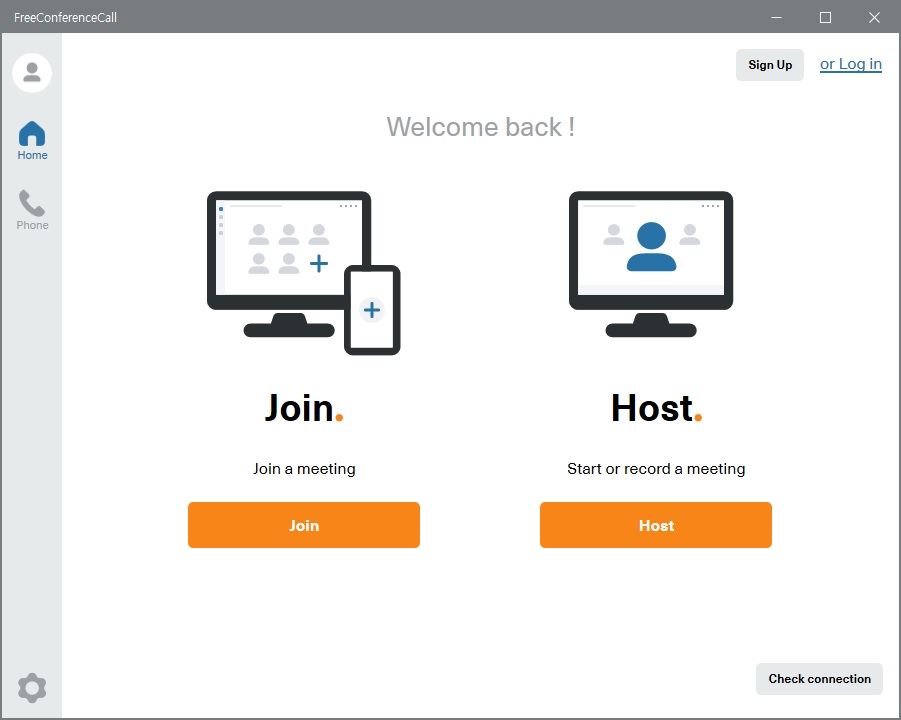 FreeConferenceCall
Sign Up
or Log in
Home
Phone
Welcome back !
Join.
Host.
Join a meeting
Start or record a meeting
Join
Host
Check connection